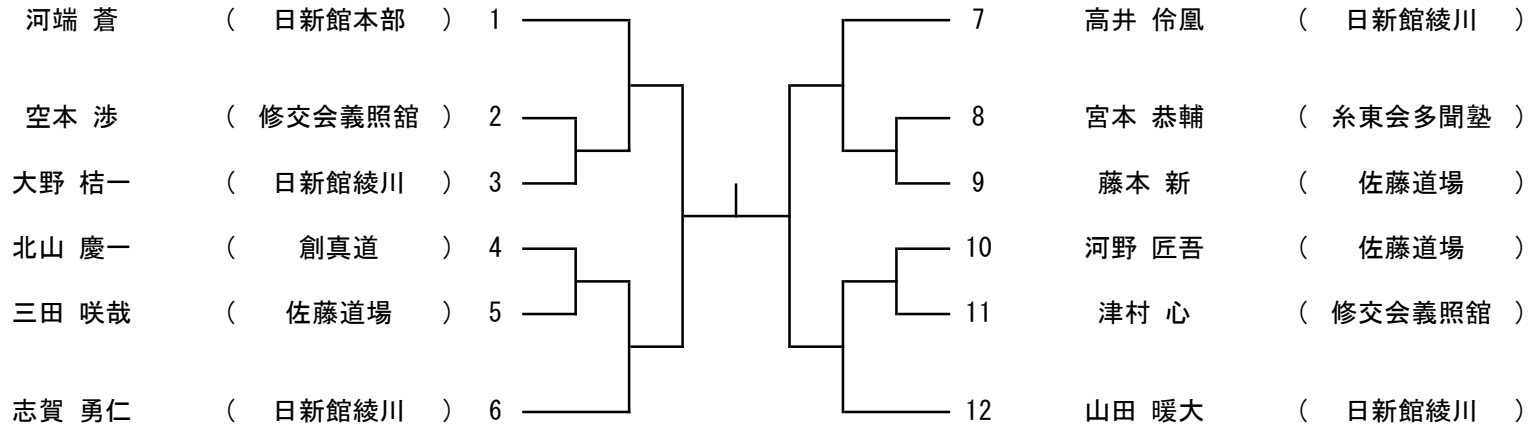 河端 蒼 ( 日新館本部 ) 1
空本 渉 ( 修交会義照舘 ) 2
大野 桔一 ( 日新館綾川 ) 3
北山 慶一 ( 創真道 ) 4
三田 咲哉 ( 佐藤道場 ) 5
志賀 勇仁 ( 日新館綾川 ) 6
7 高井 伶凰 ( 日新館綾川 )
8 宮本 恭輔 ( 糸東会多聞塾 )
9 藤本 新 ( 佐藤道場 )
10 河野 匠吾 ( 佐藤道場 )
11 津村 心 ( 修交会義照舘 )
12 山田 暖大 ( 日新館綾川 )